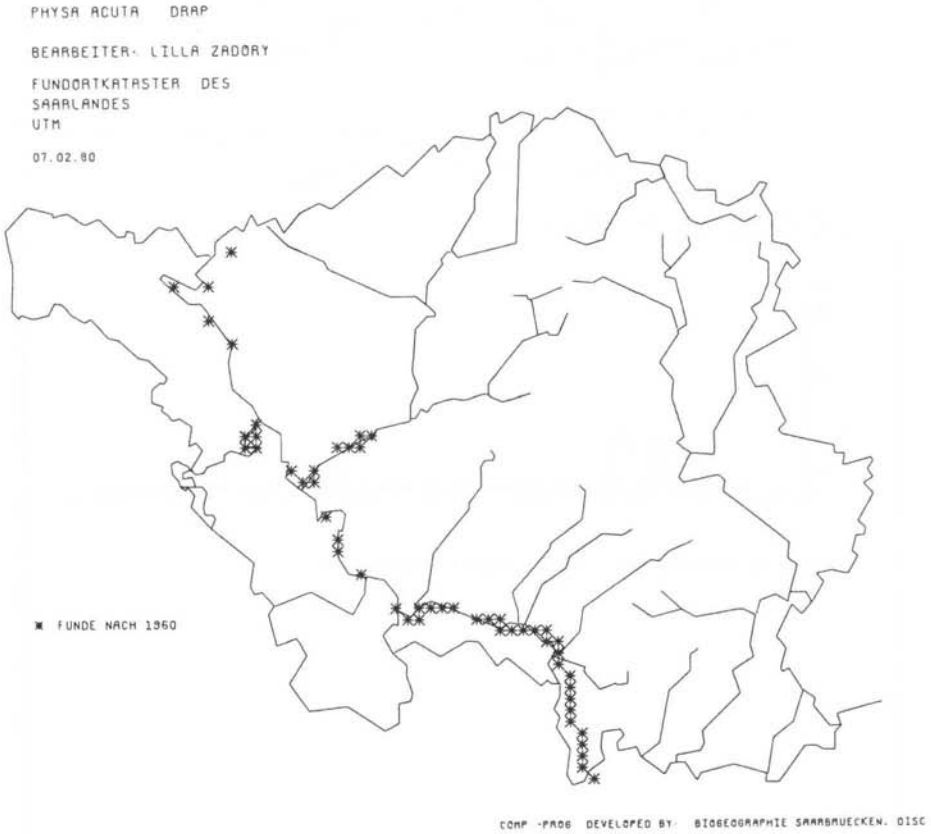 PHYSA ACUTA DRAP
BEARBEITER: LILLA ZADORY
FUNDORTKATASTER DES
SAARLANDES
UTM
07.02.80
FUNDE NACH 1960
COMP.-PROG DEVELOPED BY: BIOGEOGRAPHIE SAARBRUECKEN. DISC